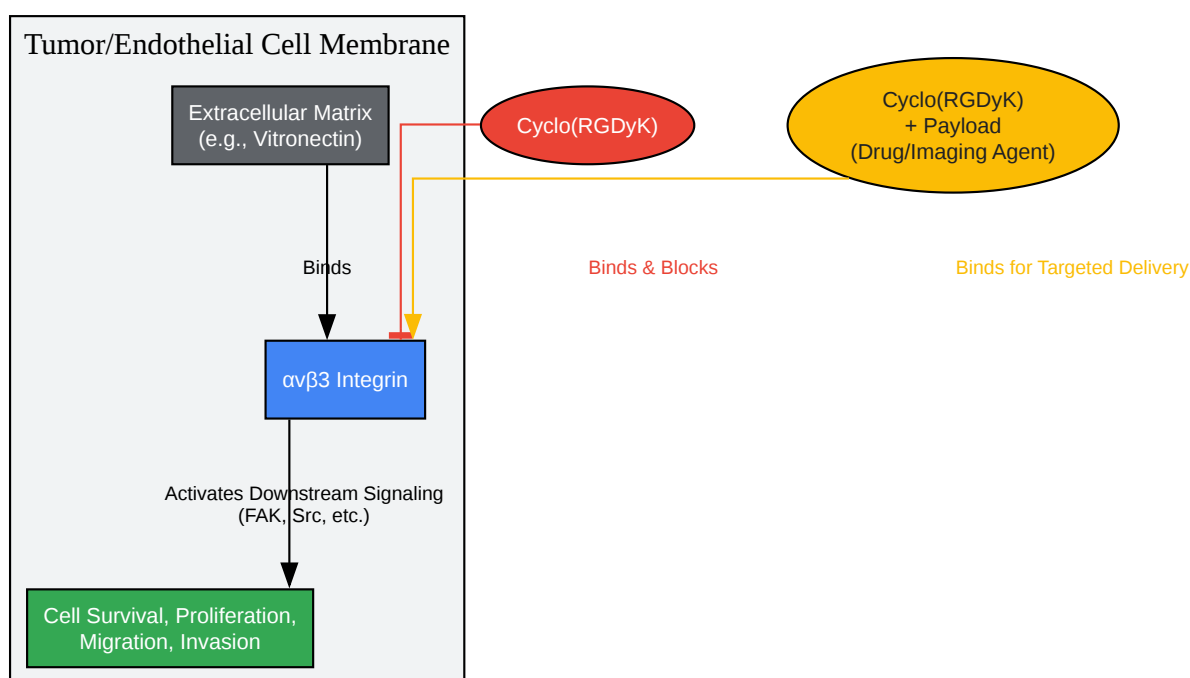 Tumor/Endothelial Cell Membrane
Extracellular Matrix
(e.g., Vitronectin)
Cyclo(RGDyK)
Cyclo(RGDyK)
+ Payload
(Drug/Imaging Agent)
Binds
Binds & Blocks
Binds for Targeted Delivery
αvβ3 Integrin
Activates Downstream Signaling
(FAK, Src, etc.)
Cell Survival, Proliferation,
Migration, Invasion